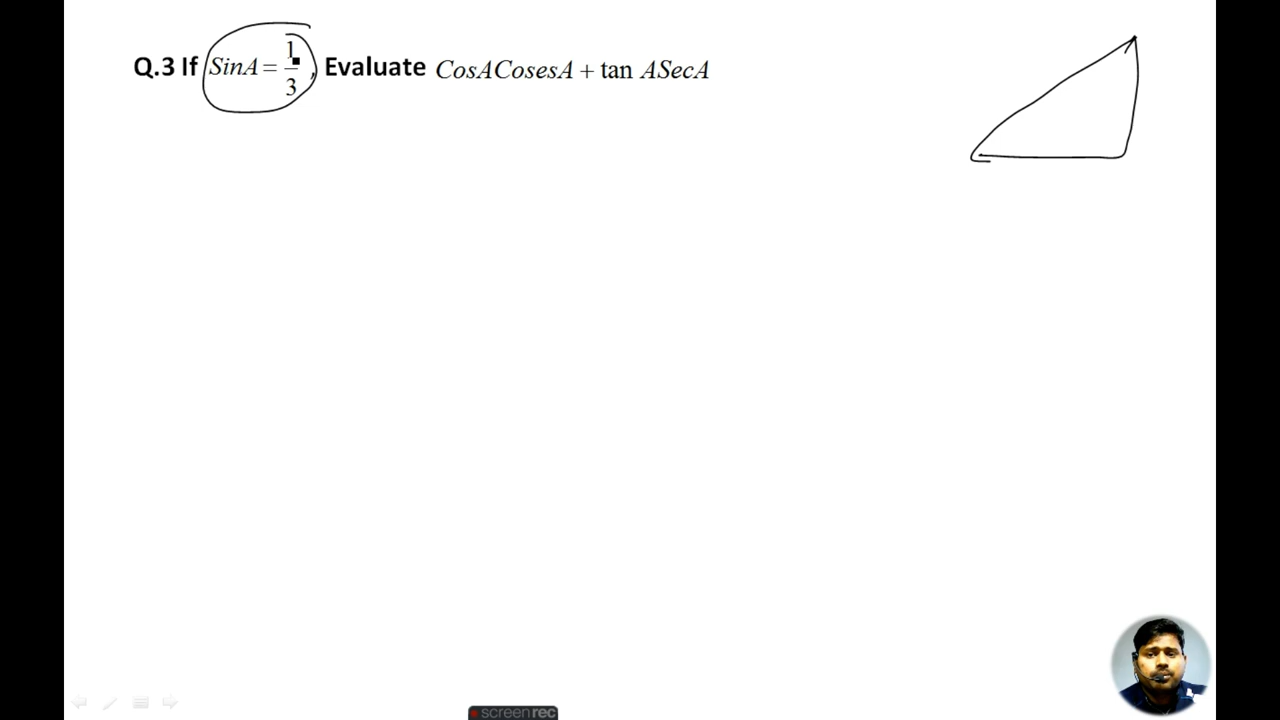 Q.3 If SinA = 1/3, Evaluate CosACosesA + tan ASecA
screenrec